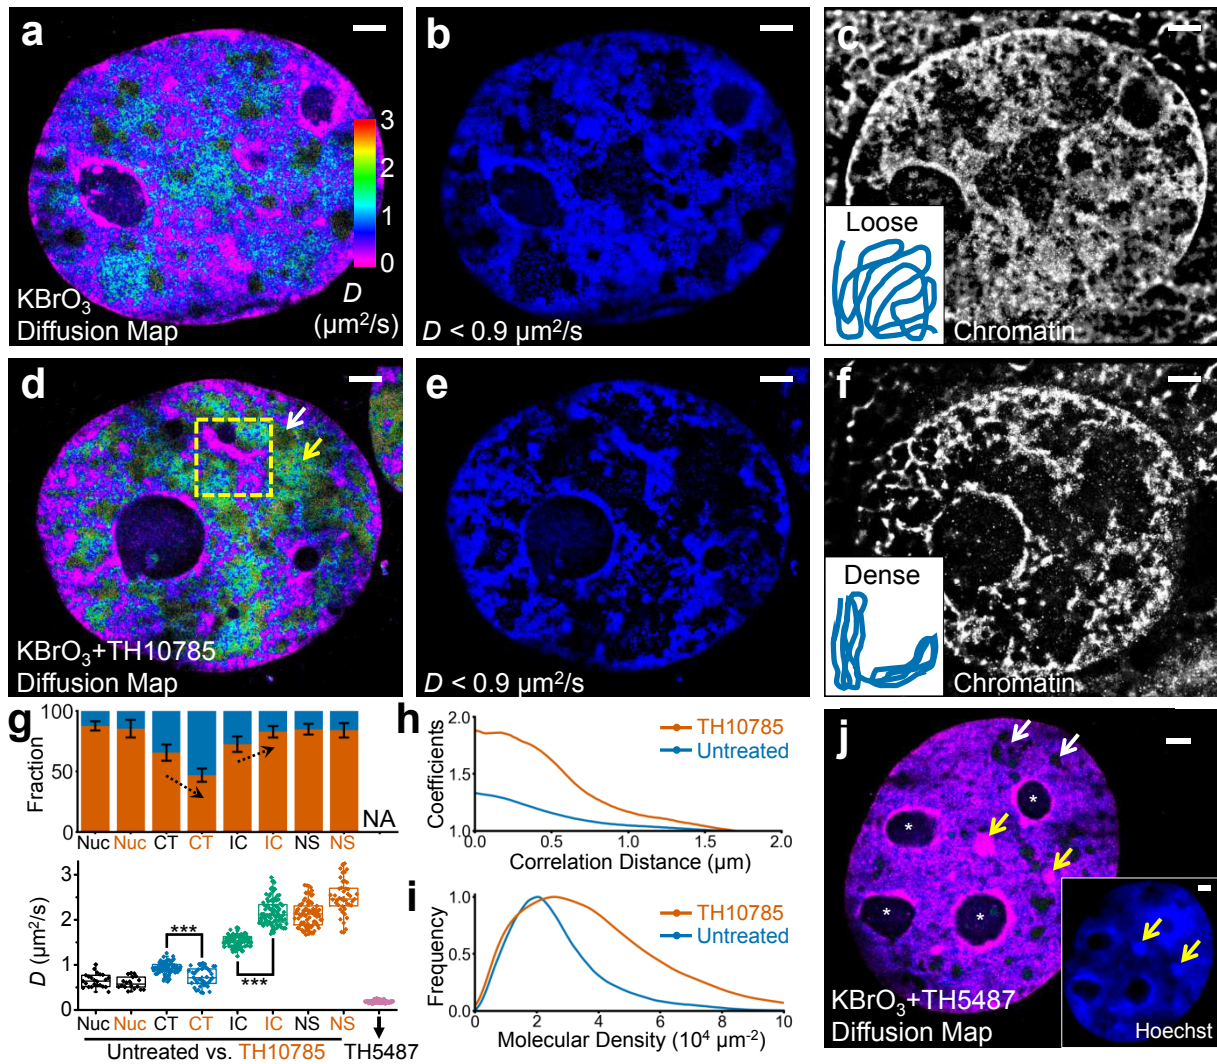 a
3
2
1
0
D
(μm²/s)
KBrO₃
Diffusion Map
b
D < 0.9 μm²/s
c
Loose
Chromatin
d
KBrO₃+TH10785
Diffusion Map
e
D < 0.9 μm²/s
f
Dense
Chromatin
g
100
50
0
Fraction
NA
Nuc Nuc CT CT IC IC NS NS
3
2
1
0
D (μm²/s)
***
***
Nuc Nuc CT CT IC IC NS NS
Untreated vs. TH10785 TH5487
h
2.0
1.5
1.0
Coefficients
TH10785
Untreated
0.0 0.5 1.0 1.5 2.0
Correlation Distance (μm)
i
1.0
0.5
0.0
Frequency
TH10785
Untreated
0 2 4 6 8 10
Molecular Density (10⁴ μm⁻²)
j
*
*
*
*
KBrO₃+TH5487
Diffusion Map
Hoechst